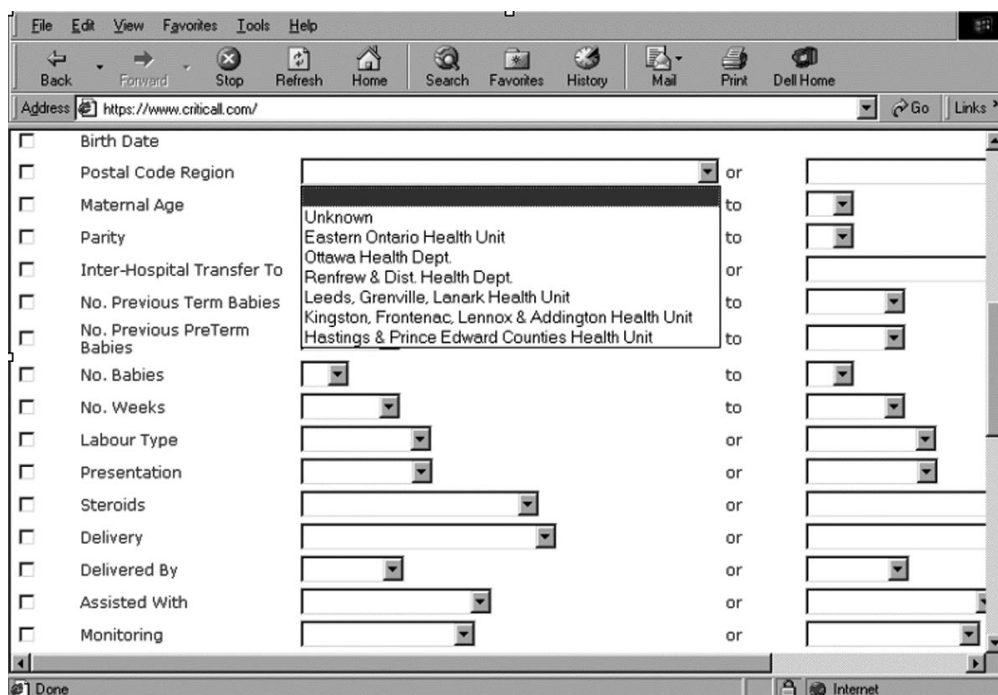 File Edit View Favorites Tools Help
Back Forward Stop Refresh Home Search Favorites History Mail Print Dell Home
Address https://www.criticall.com/ Go Links
Birth Date
Postal Code Region or
Unknown
Maternal Age to
Eastern Ontario Health Unit
Parity to
Ottawa Health Dept.
Inter-Hospital Transfer To or
Renfrew & Dist. Health Dept.
Leeds, Grenville, Lanark Health Unit
No. Previous Term Babies to
Kingston, Frontenac, Lennox & Addington Health Unit
No. Previous PreTerm
Babies to
Hastings & Prince Edward Counties Health Unit
No. Babies to
No. Weeks to
Labour Type or
Presentation or
Steroids or
Delivery or
Delivered By or
Assisted With or
Monitoring or
Done Internet